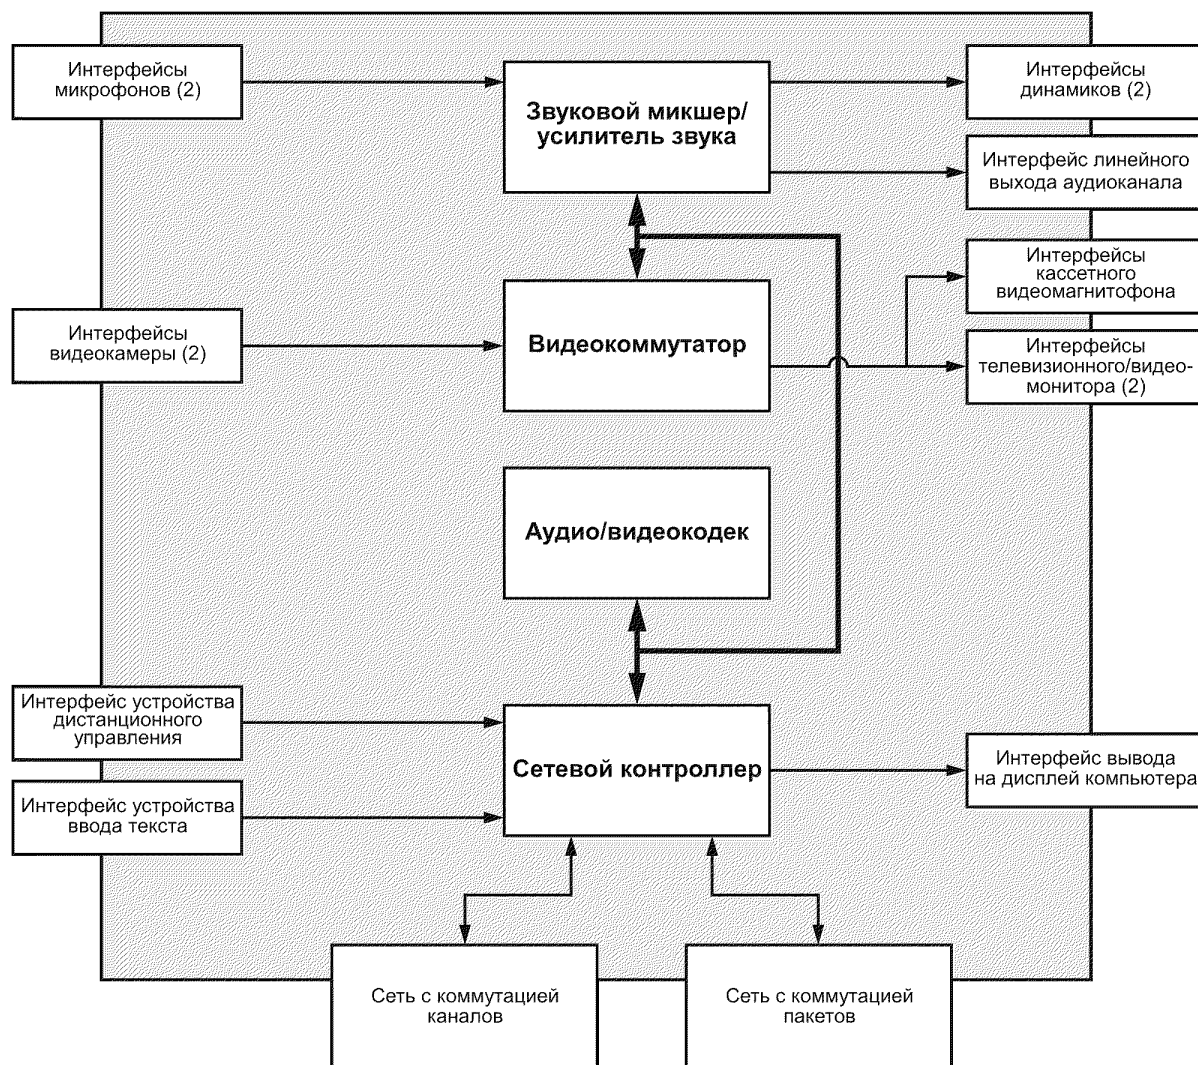 Интерфейсы
микрофонов (2)
Звуковой микшер/
усилитель звука
Интерфейсы
динамиков (2)
Интерфейс линейного
выхода аудиоканала
Интерфейсы
кассетного
видеомагнитофона
Интерфейсы
видеокамеры (2)
Видеокоммутатор
Интерфейсы
телевизионного/видео-
монитора (2)
Аудио/видеокодек
Интерфейс устройства
дистанционного
управления
Сетевой контроллер
Интерфейс вывода
на дисплей компьютера
Интерфейс устройства
ввода текста
Сеть с коммутацией
каналов
Сеть с коммутацией
пакетов